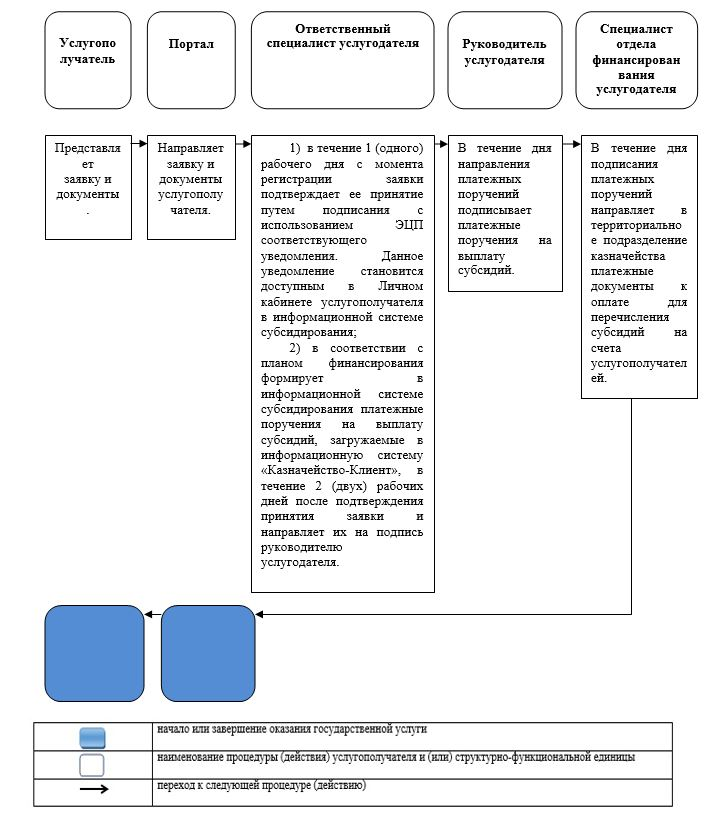 Услугопо
лучатель
Портал
Ответственный
специалист услугодателя
Руководитель
услугодателя
Специалист
отдела
финансирован
вания
услугодателя
Представля
ет
заявку и
документы
.
Направляет
заявку и
документы
услугополу
чателя.
1) в течение 1 (одного)
рабочего дня с момента
регистрации заявки
подтверждает ее принятие
путем подписания с
использованием ЭЦП
соответствующего
уведомления. Данное
уведомление становится
доступным в Личном
кабинете услугополучателя
в информационной системе
субсидирования;
2) в соответствии с
планом финансирования
формирует в
информационной системе
субсидирования платежные
поручения на выплату
субсидий, загружаемые в
информационную систему
«Казначейство-Клиент», в
течение 2 (двух) рабочих
дней после подтверждения
принятия заявки и
направляет их на подпись
руководителю
услугодателя.
В течение дня
направления
платежных
поручений
подписывает
платежные
поручения на
выплату
субсидий.
В течение дня
подписания
платежных
поручений
направляет в
территориально
е подразделение
казначейства
платежные
документы к
оплате для
перечисления
субсидий на
счета
услугополучател
ей.
начало или завершение оказания государственной услуги
наименование процедуры (действия) услугополучателя и (или) структурно-функциональной единицы
переход к следующей процедуре (действию)